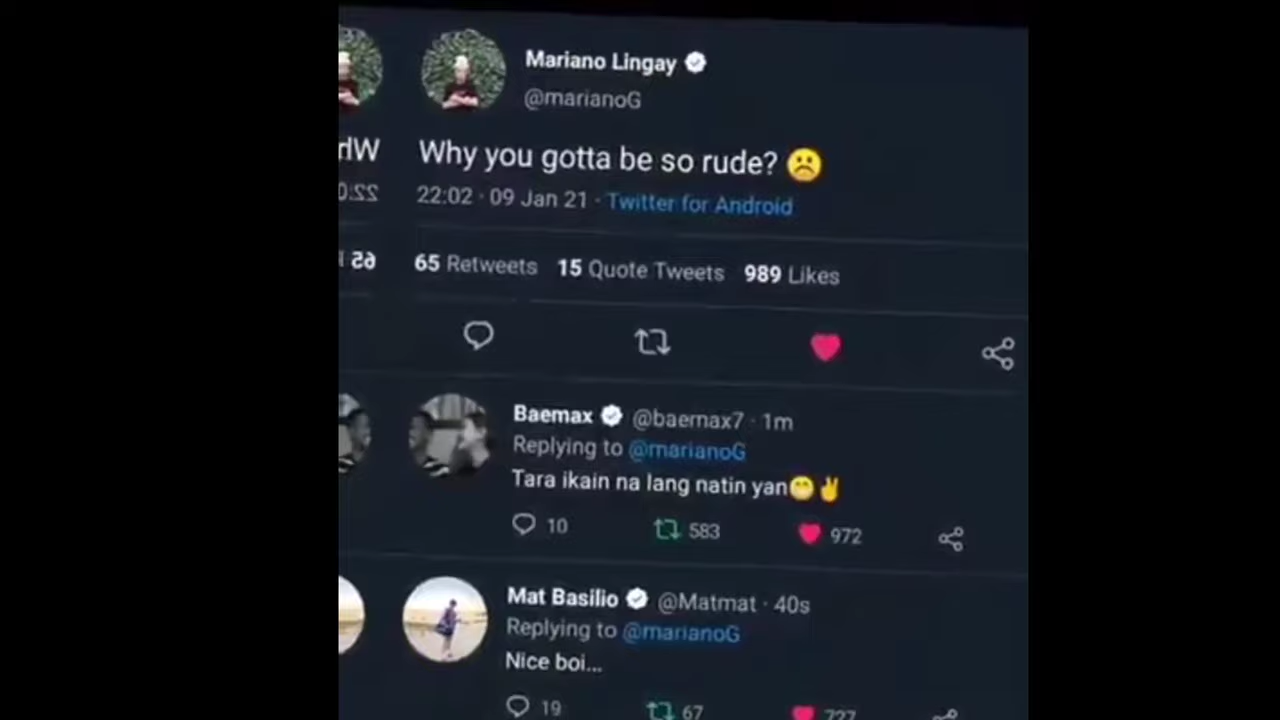 Mariano Lingay
@marianoG
Why you gotta be so rude? ☹️
22:02 · 09 Jan 21 · Twitter for Android
65 Retweets 15 Quote Tweets 989 Likes
Baemax @baemax7 · 1m
Replying to @marianoG
Tara ikain na lang natin yan😁✌️
10 583 972
Mat Basilio @Matmat · 40s
Replying to @marianoG
Nice boi...
19 67 727